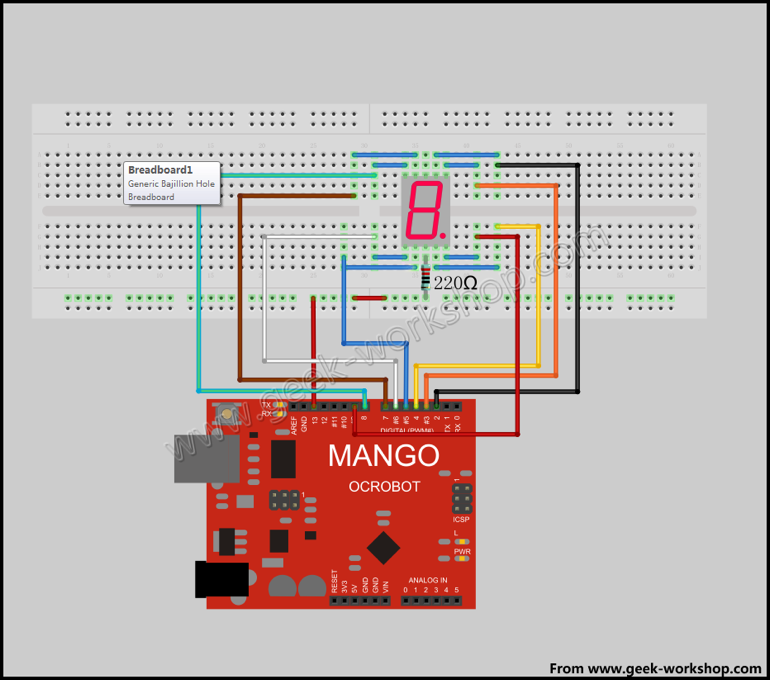 Breadboard1
Generic Bajillion Hole
Breadboard
220Ω
www.geek-workshop.com
TX
RX
AREF
GND
13
12
#11
#10
8
7
#6
#5
4
#3
2
TX 1
RX 0
DIGITAL(PWM#)
MANGO
OCROBOT
1
1
ICSP
L
PWR
RESET
3V3
5V
GND
GND
VIN
ANALOG IN
0 1 2 3 4 5
From www.geek-workshop.com